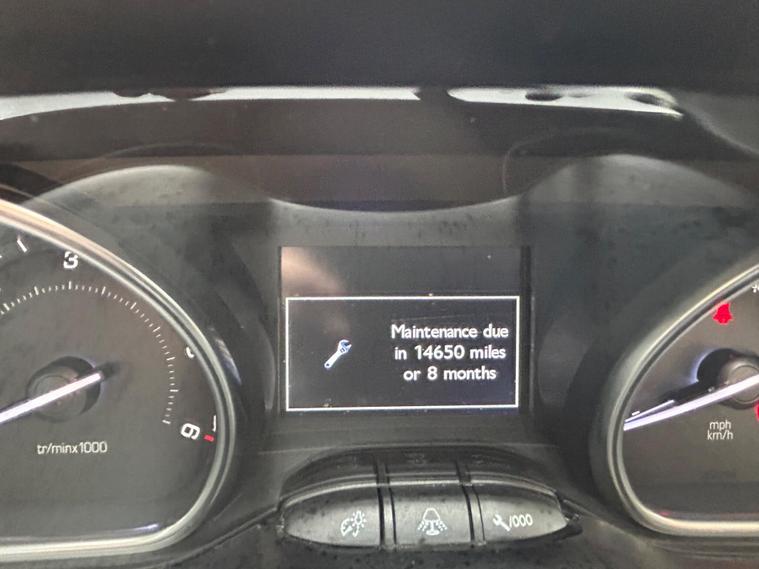 3
Maintenance due
in 14650 miles
or 8 months
6
tr/minx1000
mph
km/h
/000